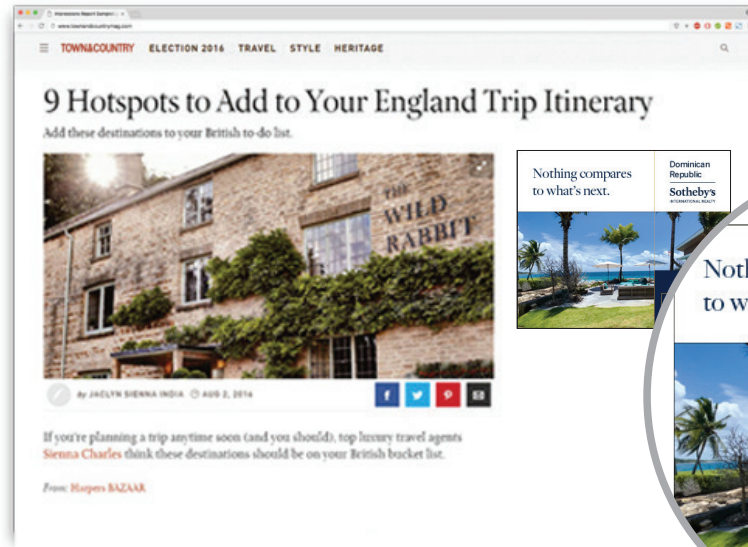 www.townandcountrymag.com
TOWN&COUNTRY ELECTION 2016 TRAVEL STYLE HERITAGE
9 Hotspots to Add to Your England Trip Itinerary
Add these destinations to your British to-do list.
THE
WILD
RABBIT
By JACLYN SIENNA INDIA AUG 2, 2016
If you're planning a trip anytime soon (and you should), top luxury travel agents
Sienna Charles think these destinations should be on your British bucket list.
From: Harpers BAZAAR
Nothing compares
to what's next.
Dominican
Republic
Sotheby's
INTERNATIONAL REALTY
Noth
to w